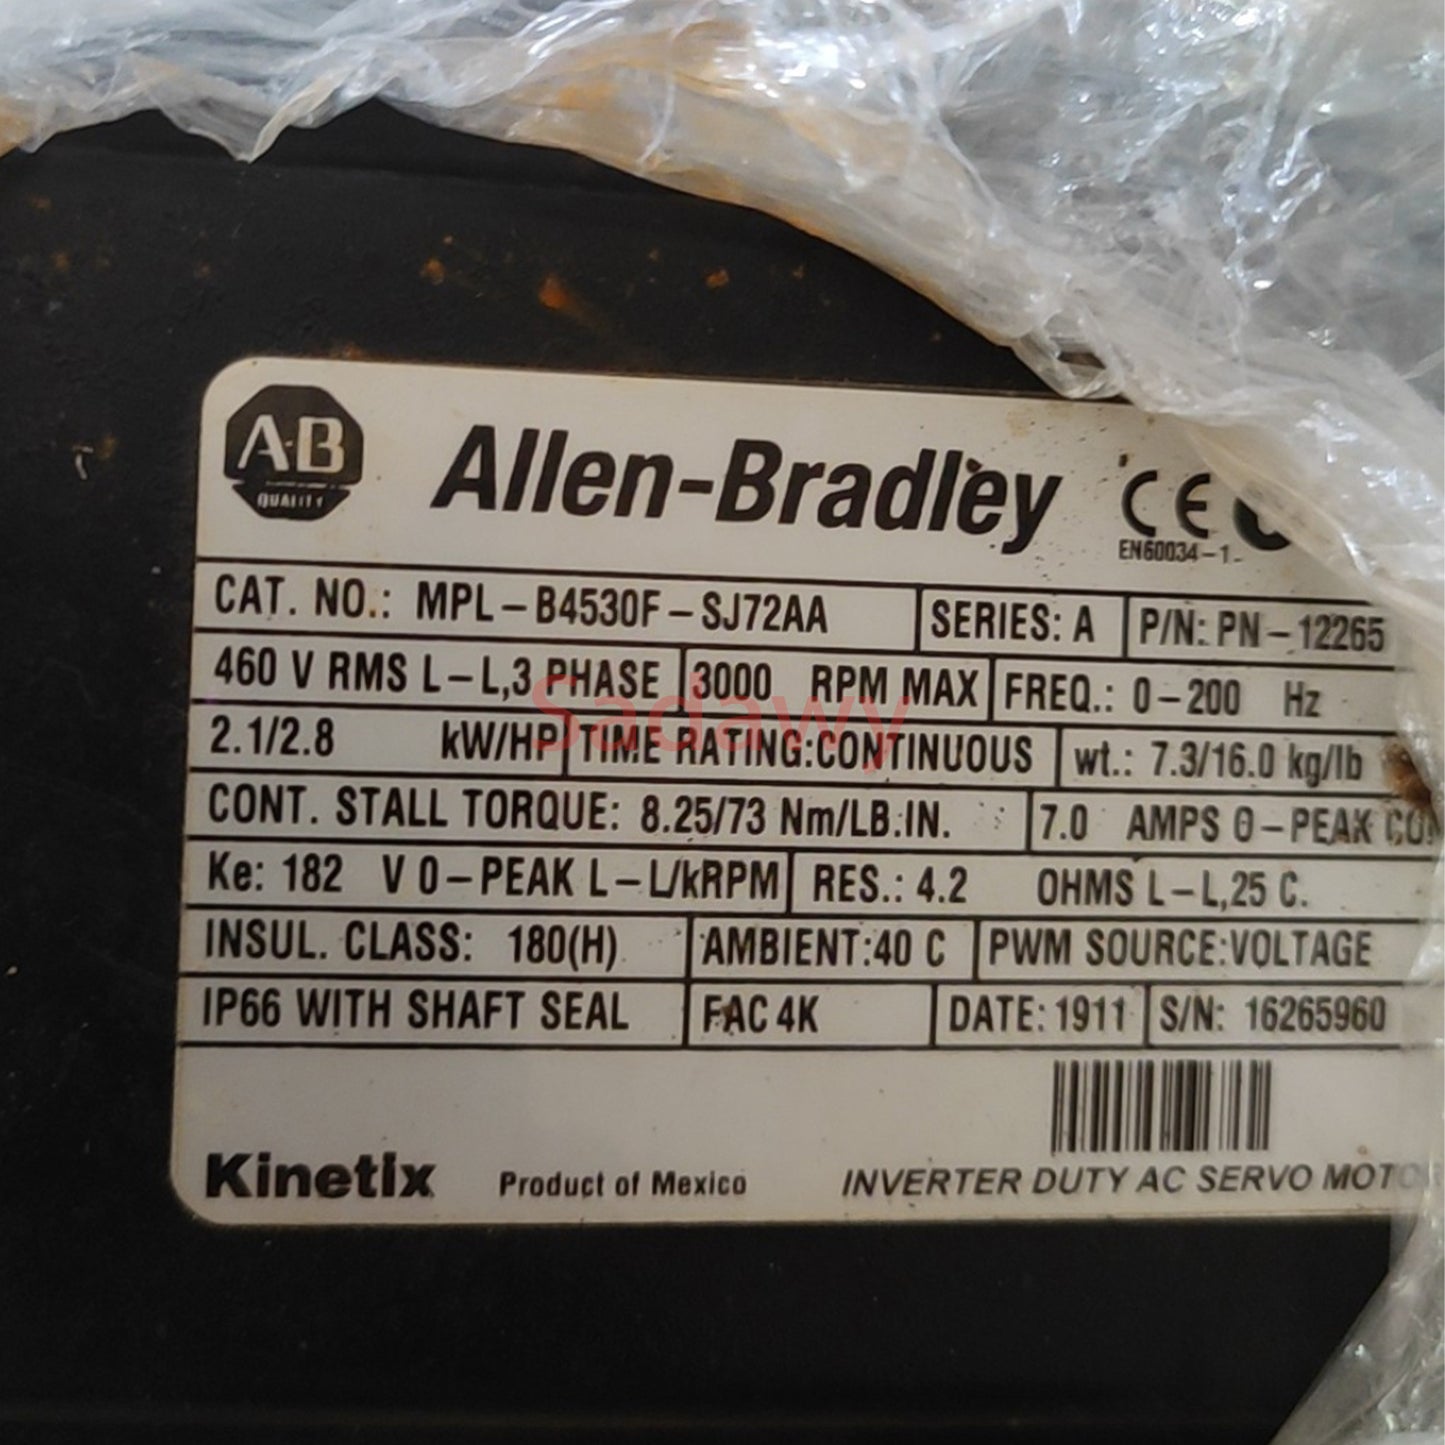 A-B
QUALITY
Allen-Bradley
CE
EN60034-1
CAT. NO.: MPL-B4530F-SJ72AA SERIES: A P/N: PN-12265
460 V RMS L-L,3 PHASE 3000 RPM MAX FREQ.: 0-200 Hz
2.1/2.8 kW/HP TIME RATING:CONTINUOUS wt.: 7.3/16.0 kg/lb
CONT. STALL TORQUE: 8.25/73 Nm/LB.IN. 7.0 AMPS 0-PEAK
Ke: 182 V 0-PEAK L-L/kRPM RES.: 4.2 OHMS L-L,25 C.
INSUL. CLASS: 180(H) AMBIENT:40 C PWM SOURCE:VOLTAGE
IP66 WITH SHAFT SEAL FAC 4K DATE: 1911 S/N: 16265960
Kinetix Product of Mexico INVERTER DUTY AC SERVO MOTO
Sadawy